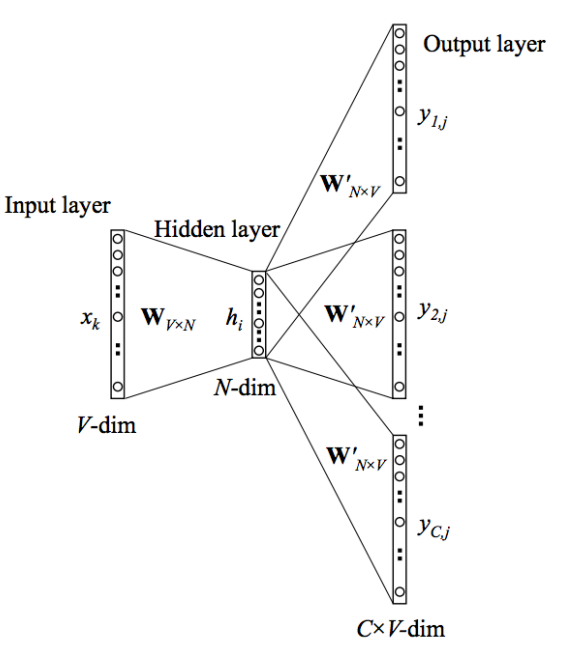 Output layer
y1,j
W'N×V
Input layer
Hidden layer
xk
WV×N
hi
W'N×V
y2,j
N-dim
V-dim
W'N×V
yC,j
C×V-dim